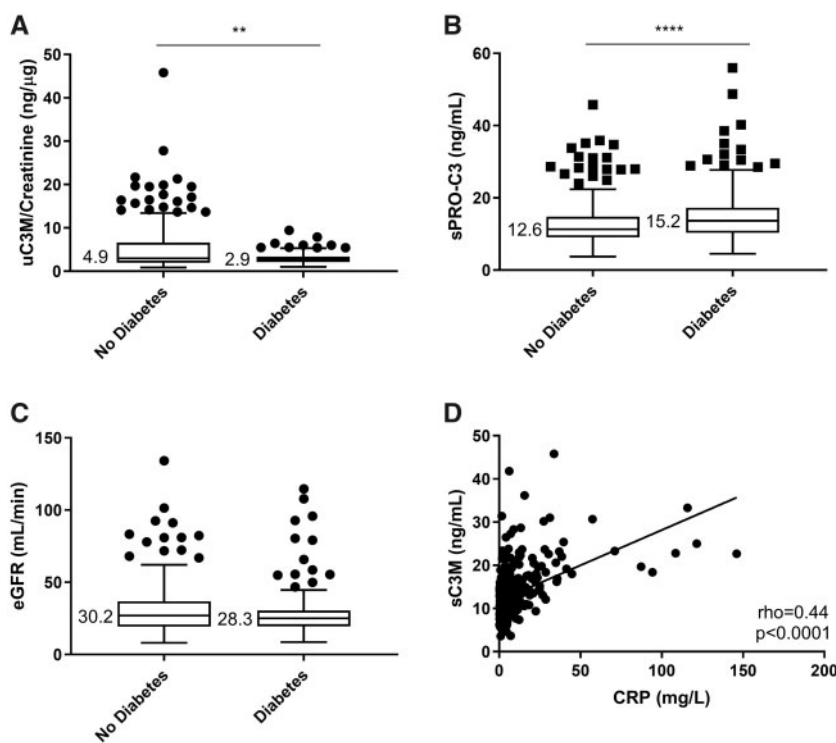 A
**
uC3M/Creatinine (ng/µg)
50
40
30
20
10
0
4.9
2.9
No Diabetes
Diabetes
B
****
sPRO-C3 (ng/mL)
60
40
20
0
12.6
15.2
No Diabetes
Diabetes
C
eGFR (mL/min)
150
100
50
0
30.2
28.3
No Diabetes
Diabetes
D
sC3M (ng/mL)
50
40
30
20
10
0
rho=0.44
p<0.0001
0 50 100 150 200
CRP (mg/L)